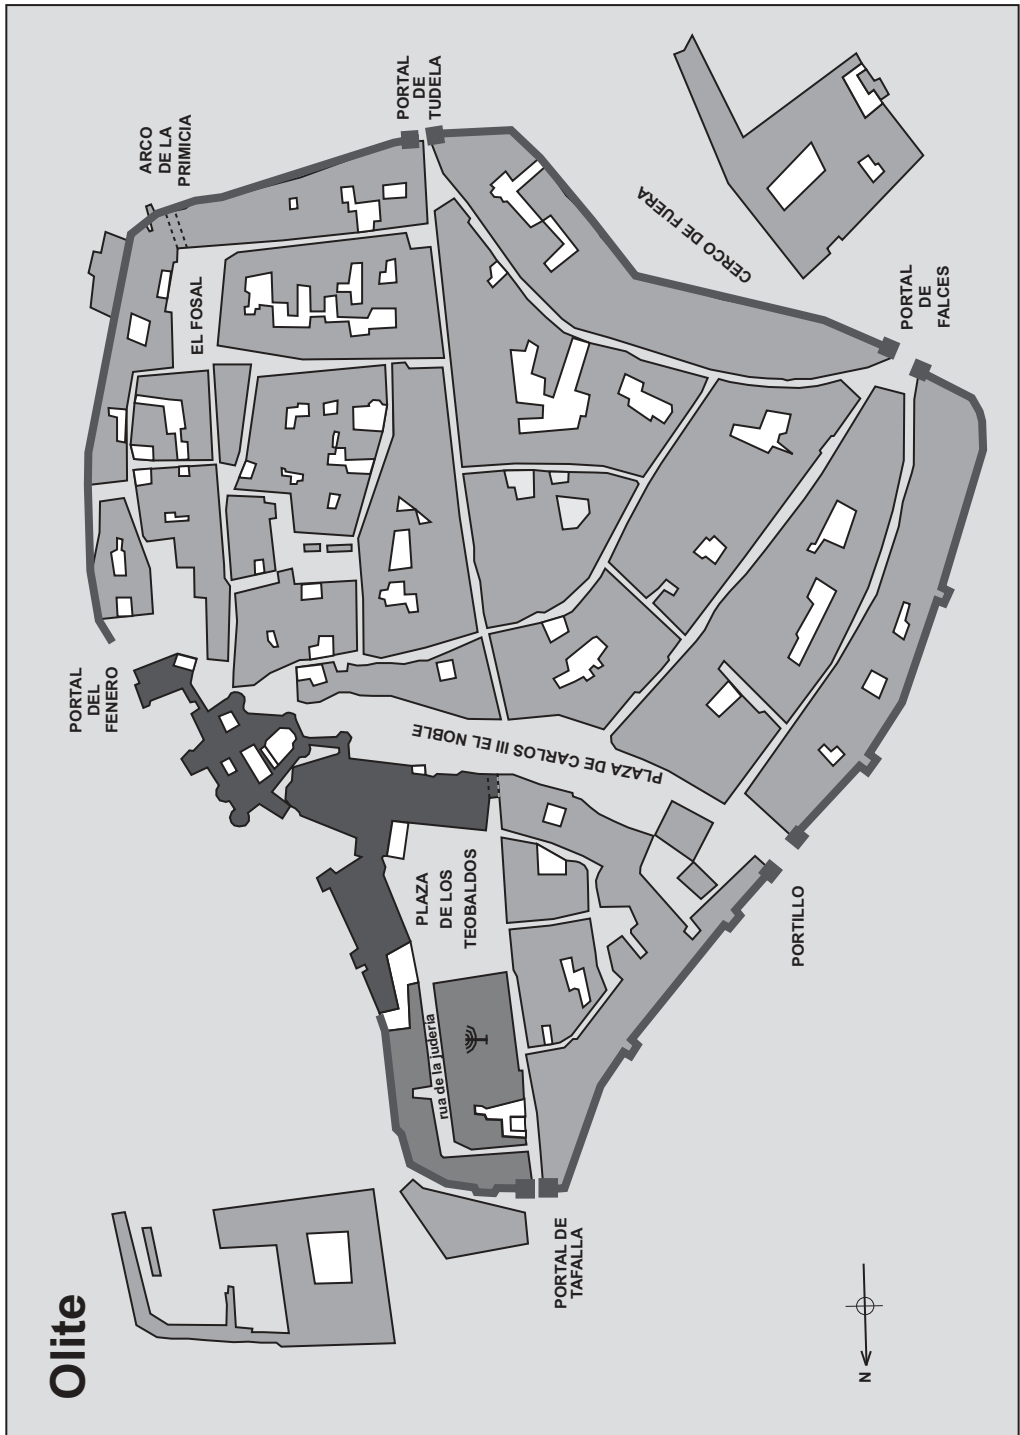 Olite
PORTAL
DEL
FENERO
ARCO
DE LA
PRIMICIA
EL FOSAL
PORTAL
DE
TUDELA
CERCO DE FUERA
PORTAL
DE
FALCES
PLAZA DE CARLOS III EL NOBLE
PLAZA
DE LOS
TEOBALDOS
rua de la judería
PORTILLO
PORTAL DE
TAFALLA
N